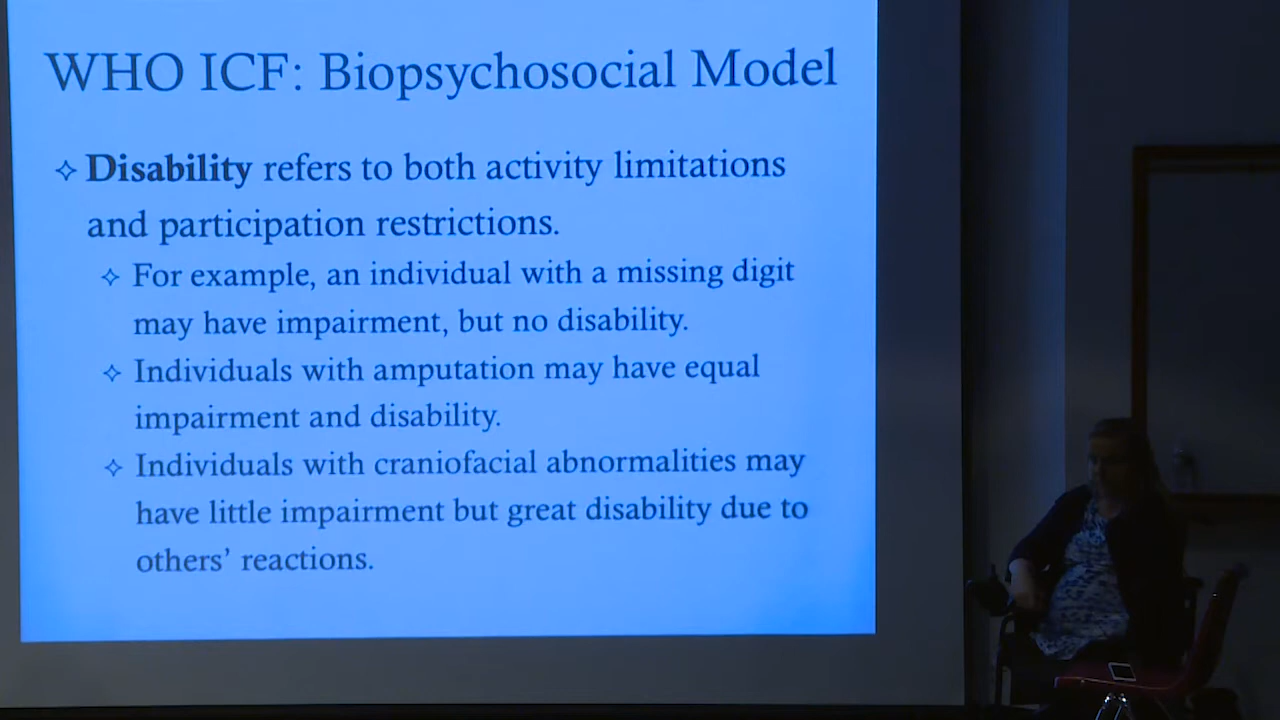 WHO ICF: Biopsychosocial Model
Disability refers to both activity limitations
and participation restrictions.
For example, an individual with a missing digit
may have impairment, but no disability.
Individuals with amputation may have equal
impairment and disability.
Individuals with craniofacial abnormalities may
have little impairment but great disability due to
others’ reactions.